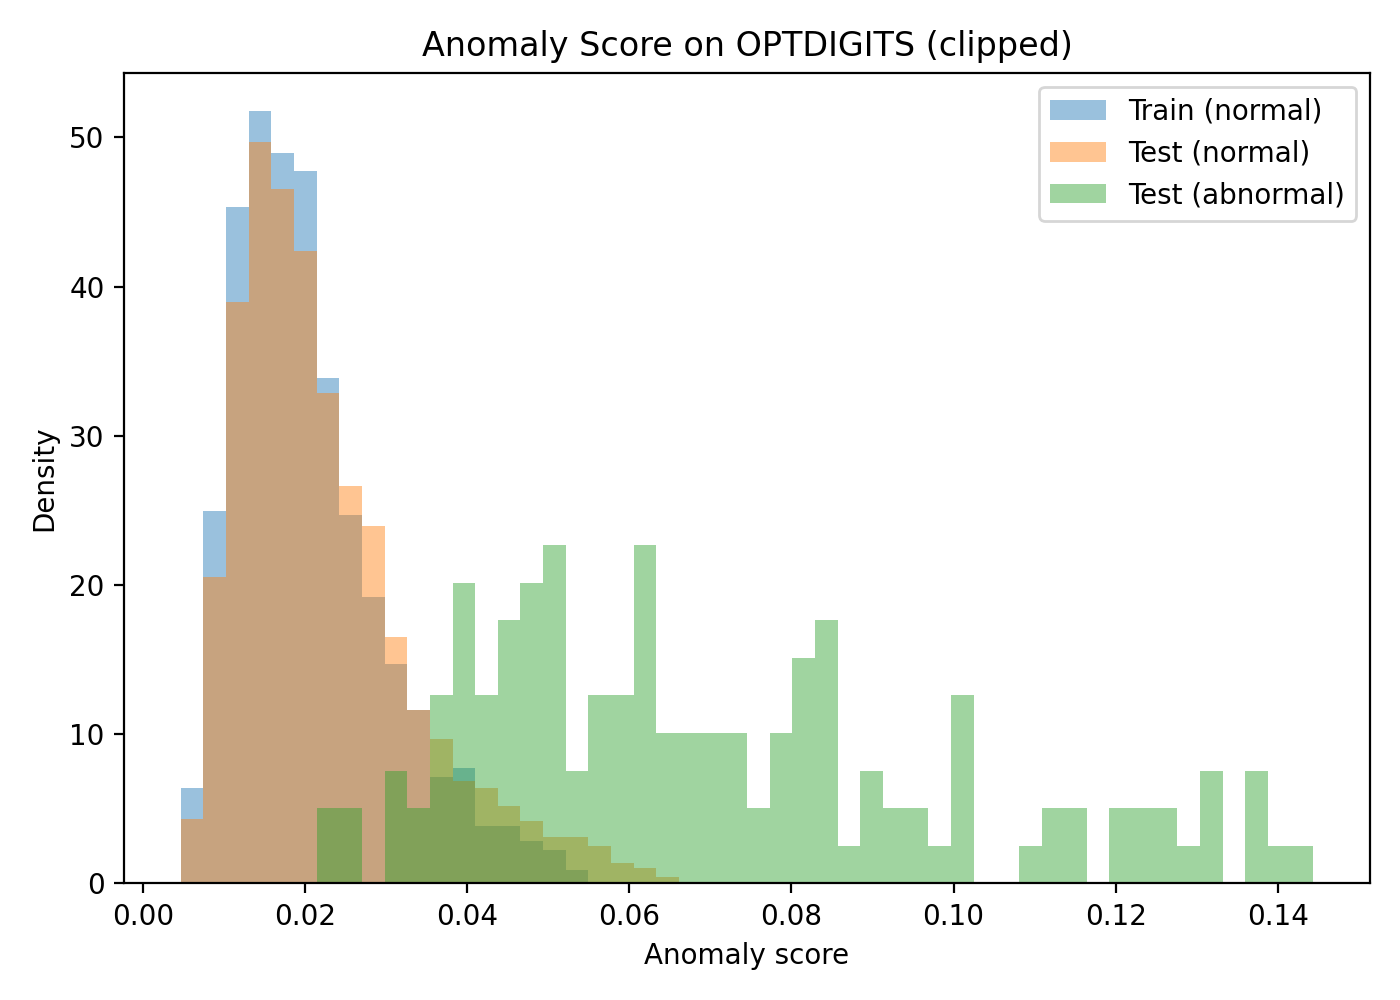 Anomaly Score on OPTDIGITS (clipped)
Train (normal)
Test (normal)
Test (abnormal)
Density
50
40
30
20
10
0
0.00 0.02 0.04 0.06 0.08 0.10 0.12 0.14
Anomaly score